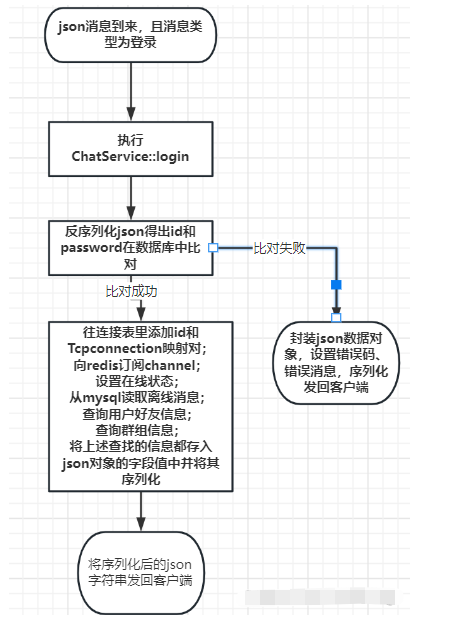 json消息到来，且消息类
型为登录
执行
ChatService::login
反序列化json得出id和
password在数据库中比
对
比对失败
比对成功
往连接表里添加id和
Tcpconnection映射对；
向redis订阅channel；
设置在线状态；
从mysql读取离线消息；
查询用户好友信息；
查询群组信息；
将上述查找的信息都存入
json对象的字段值中并将其
序列化
封装json数据对
象，设置错误码、
错误消息，序列化
发回客户端
将序列化后的json
字符串发回客户端